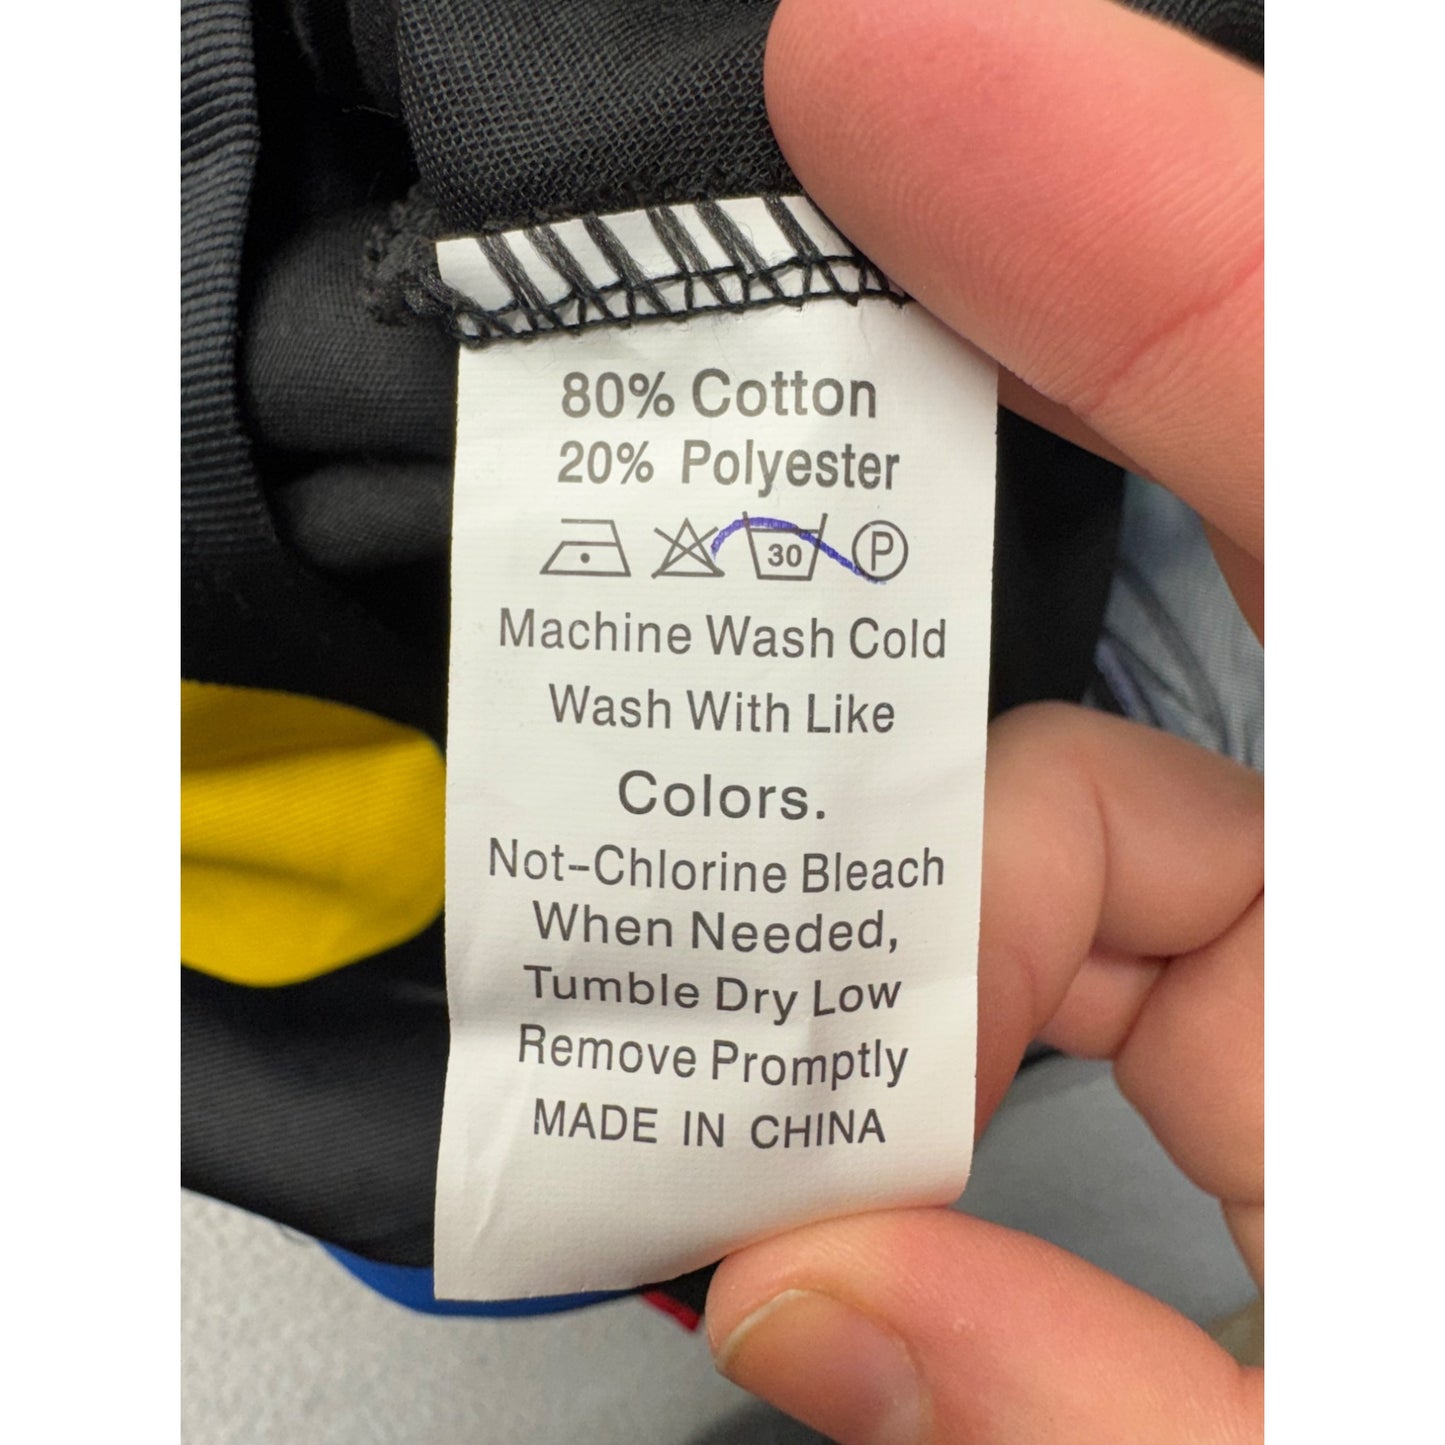 80% Cotton
20% Polyester
30 P
Machine Wash Cold
Wash With Like
Colors.
Not-Chlorine Bleach
When Needed,
Tumble Dry Low
Remove Promptly
MADE IN CHINA